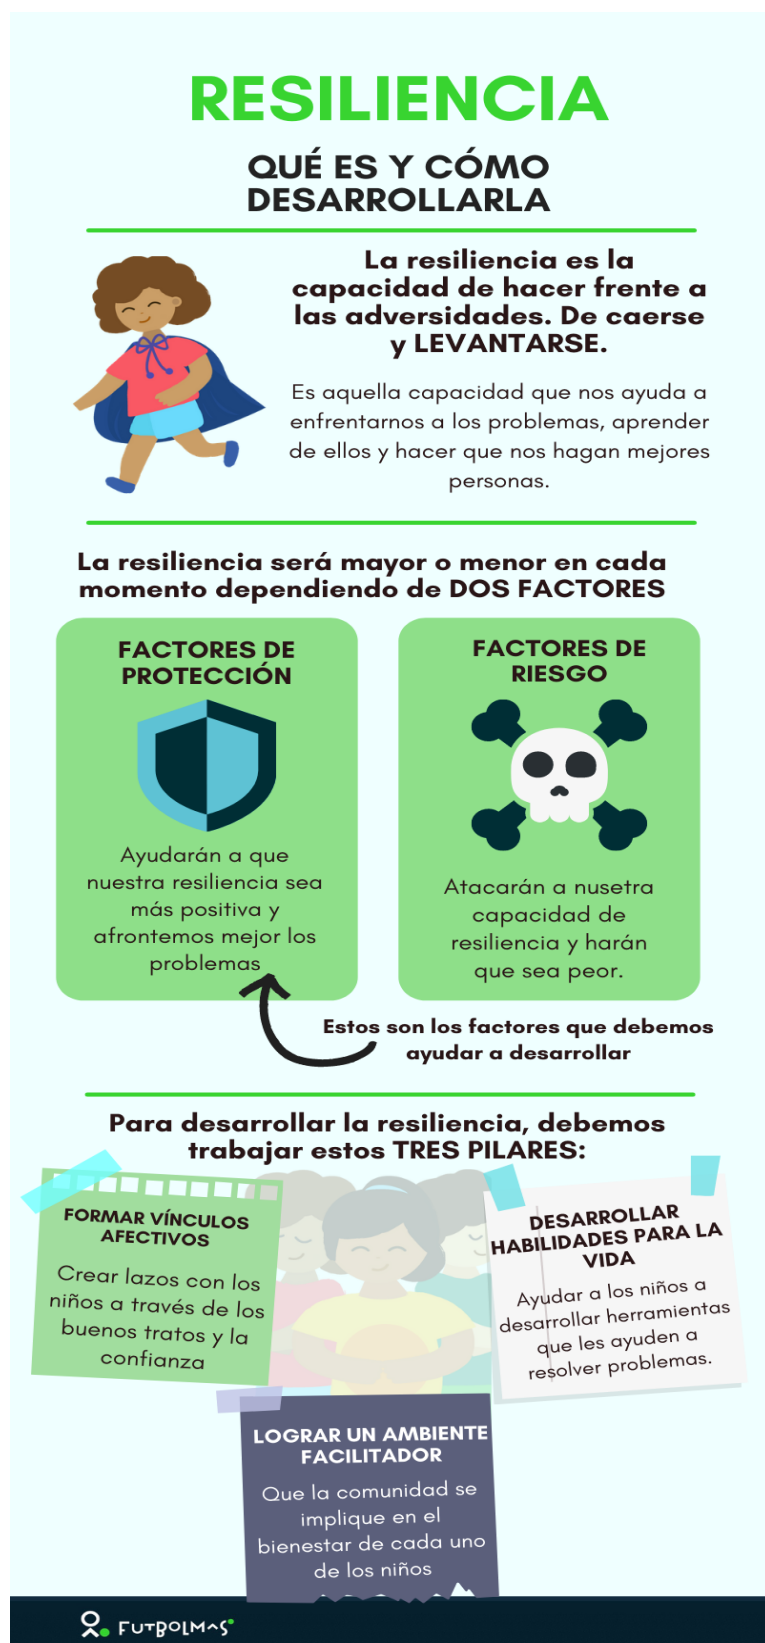 RESILIENCIA
QUÉ ES Y CÓMO
DESARROLLARLA
La resiliencia es la
capacidad de hacer frente a
las adversidades. De caerse
y LEVANTARSE.
Es aquella capacidad que nos ayuda a
enfrentarnos a los problemas, aprender
de ellos y hacer que nos hagan mejores
personas.
La resiliencia será mayor o menor en cada
momento dependiendo de DOS FACTORES
FACTORES DE
PROTECCIÓN
Ayudarán a que
nuestra resiliencia sea
más positiva y
afrontemos mejor los
problemas
FACTORES DE
RIESGO
Atacarán a nusetra
capacidad de
resiliencia y harán
que sea peor.
Estos son los factores que debemos
ayudar a desarrollar
Para desarrollar la resiliencia, debemos
trabajar estos TRES PILARES:
FORMAR VÍNCULOS
AFECTIVOS
Crear lazos con los
niños a través de los
buenos tratos y la
confianza
DESARROLLAR
HABILIDADES PARA LA
VIDA
Ayudar a los niños a
desarrollar herramientas
que les ayuden a
resolver problemas.
LOGRAR UN AMBIENTE
FACILITADOR
Que la comunidad se
implique en el
bienestar de cada uno
de los niños
FUTBOLMAS